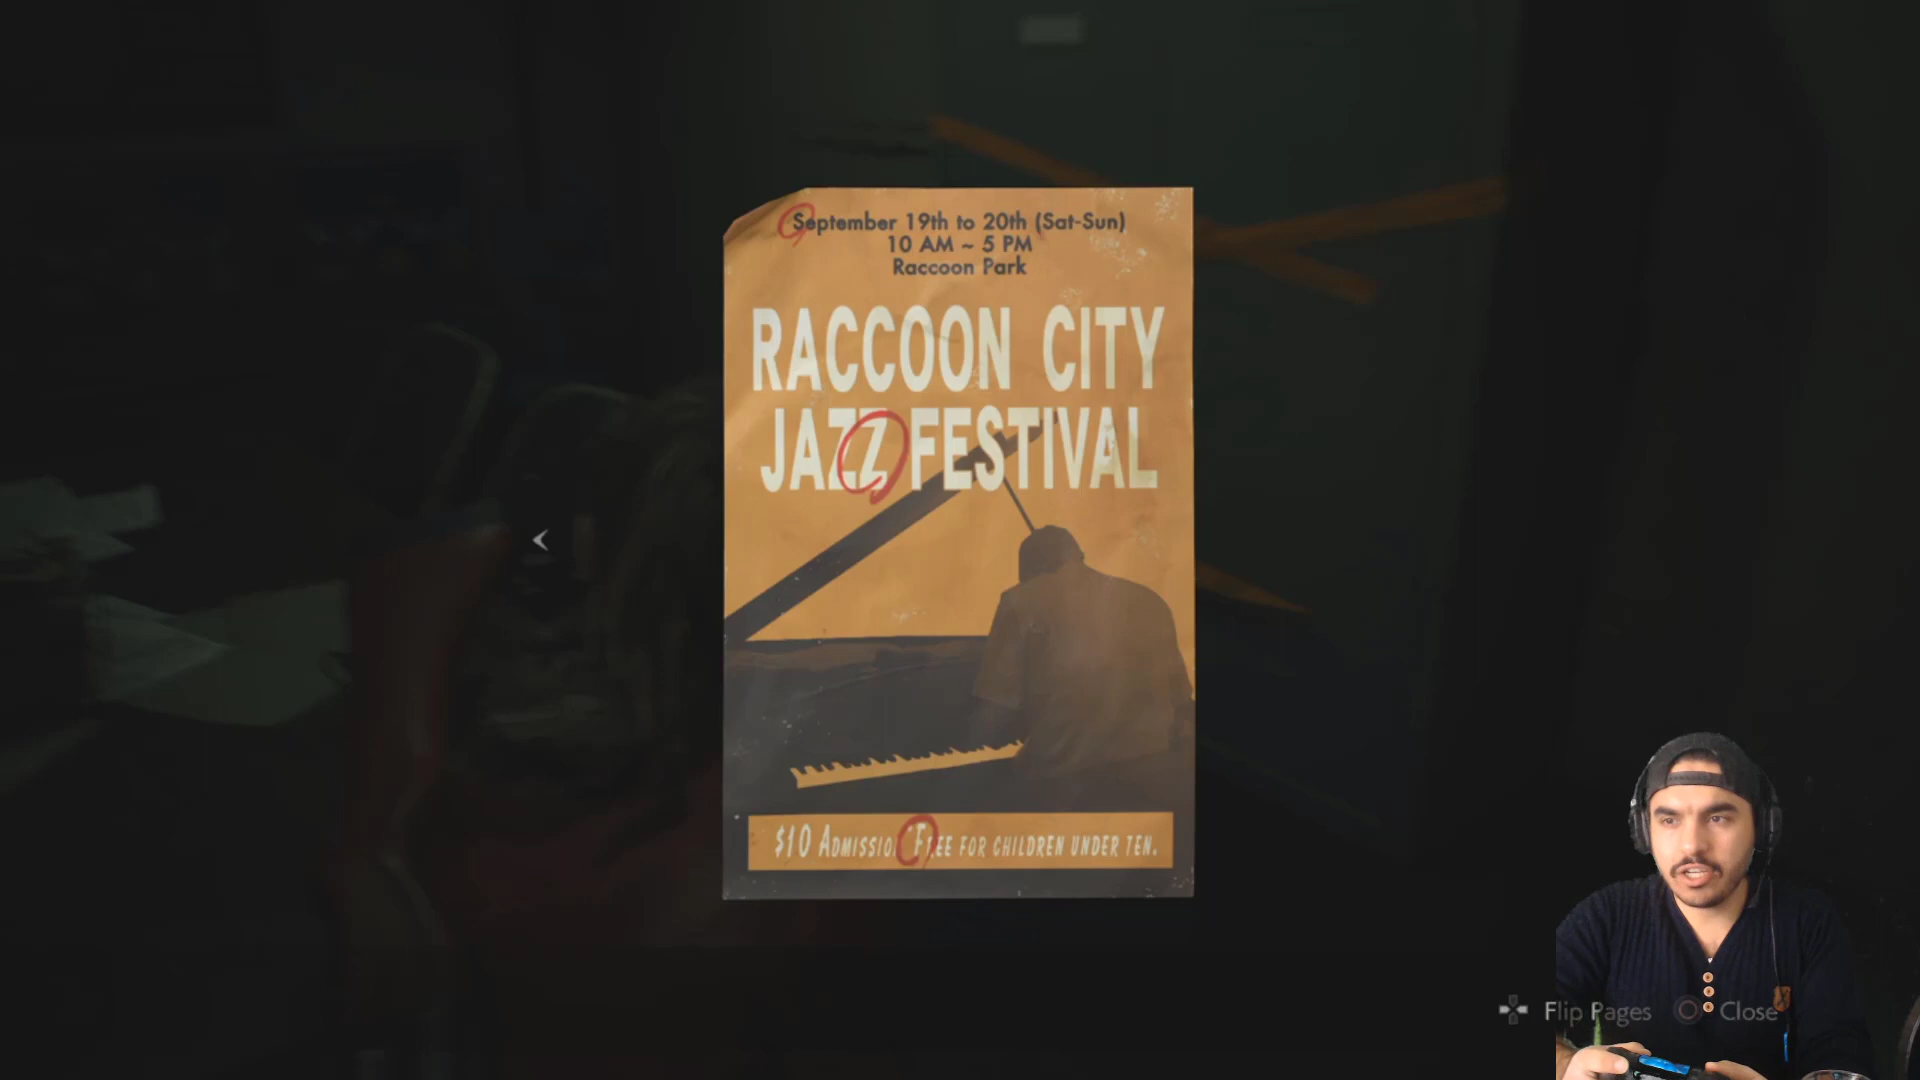 September 19th to 20th (Sat-Sun)
10 AM ~ 5 PM
Raccoon Park
RACCOON CITY
JAZZ FESTIVAL
$10 Admission Free for children under ten.
Flip Pages Close